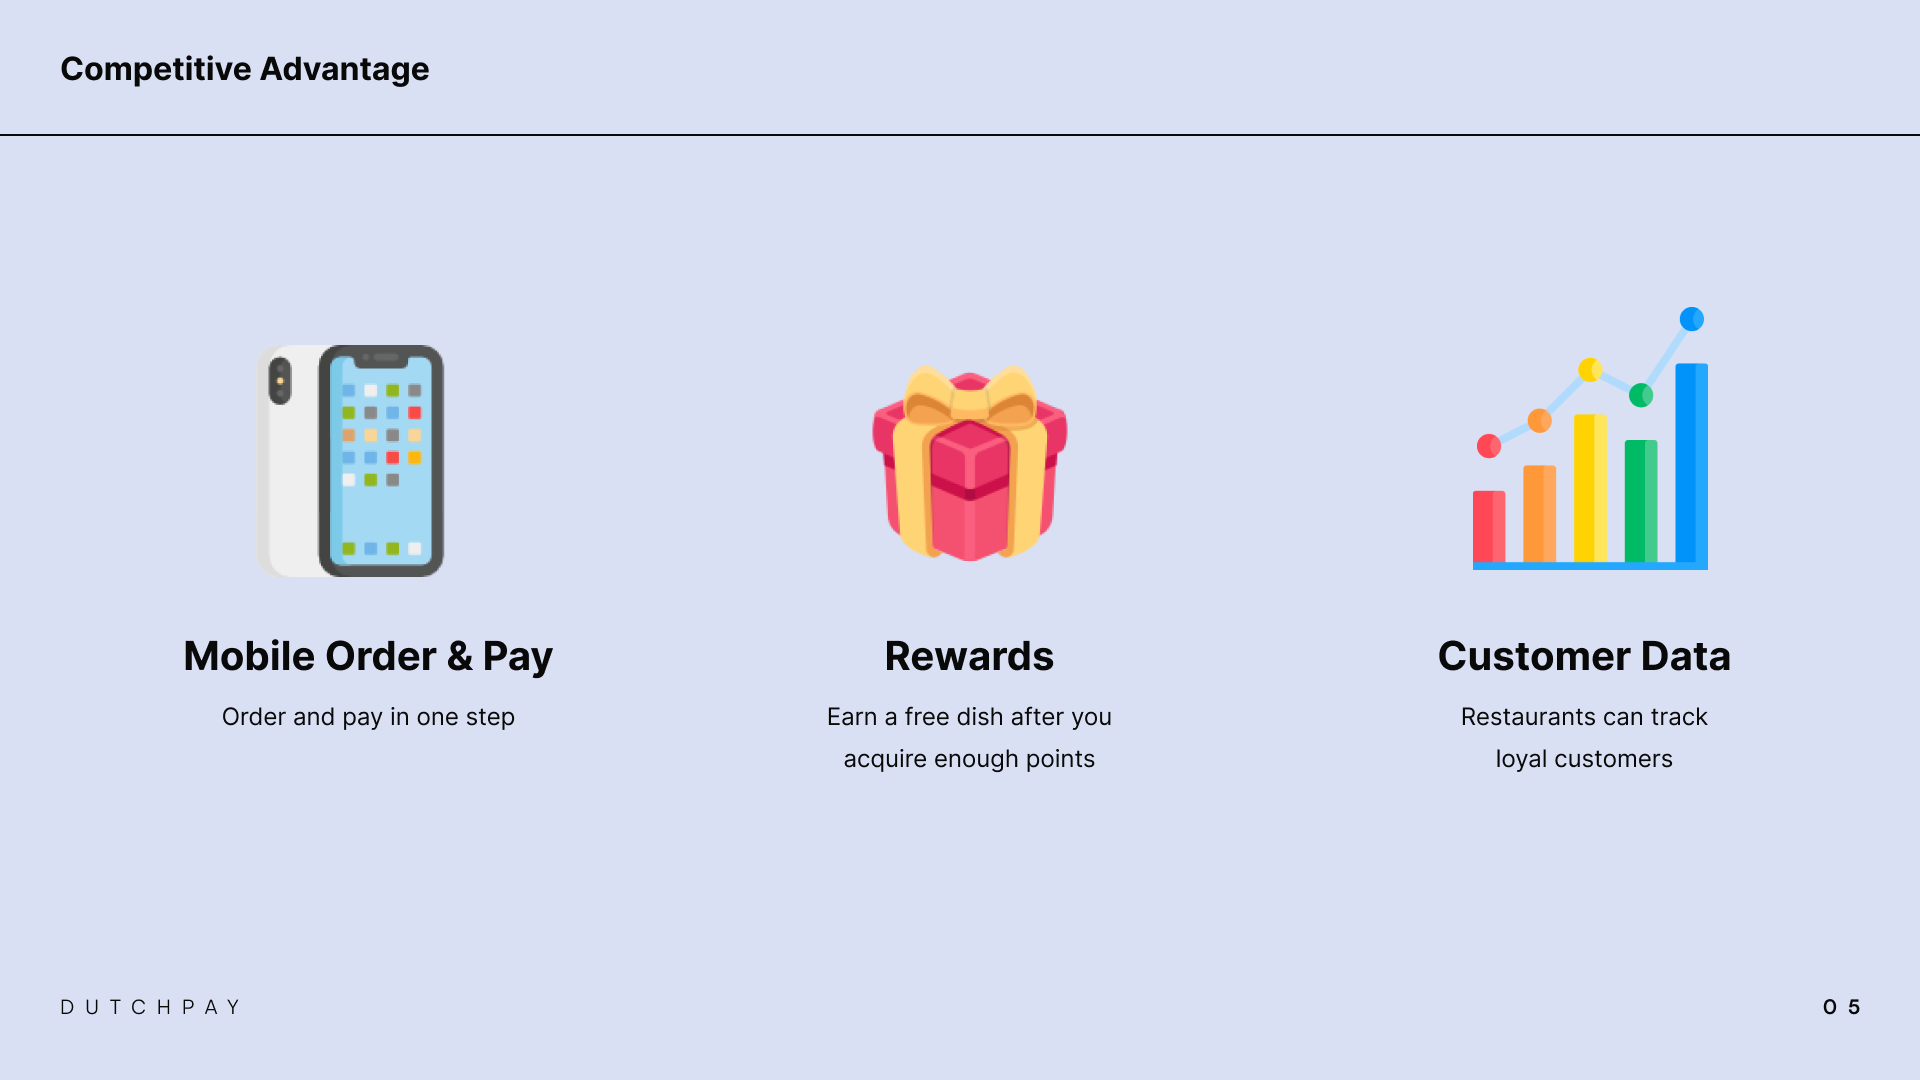 Competitive Advantage
Mobile Order & Pay
Order and pay in one step
Rewards
Earn a free dish after you
acquire enough points
Customer Data
Restaurants can track
loyal customers
DUTCHPAY
05